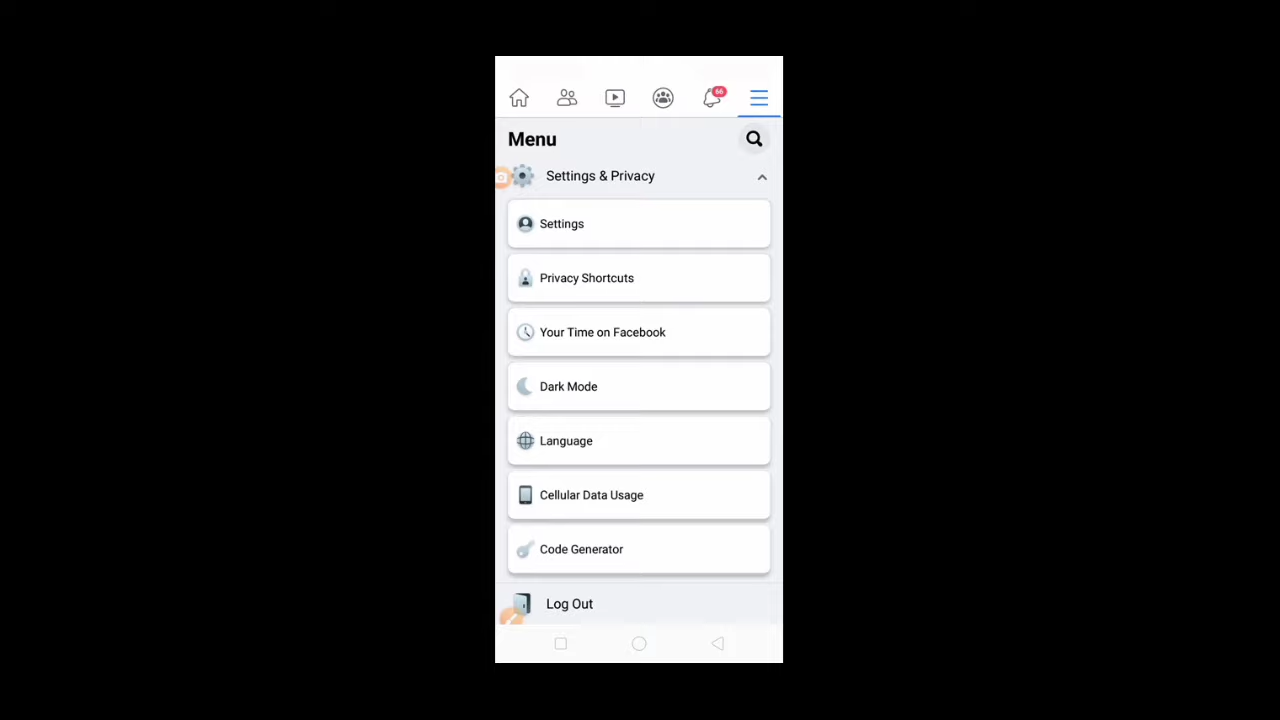 66
Menu
Settings & Privacy
Settings
Privacy Shortcuts
Your Time on Facebook
Dark Mode
Language
Cellular Data Usage
Code Generator
Log Out